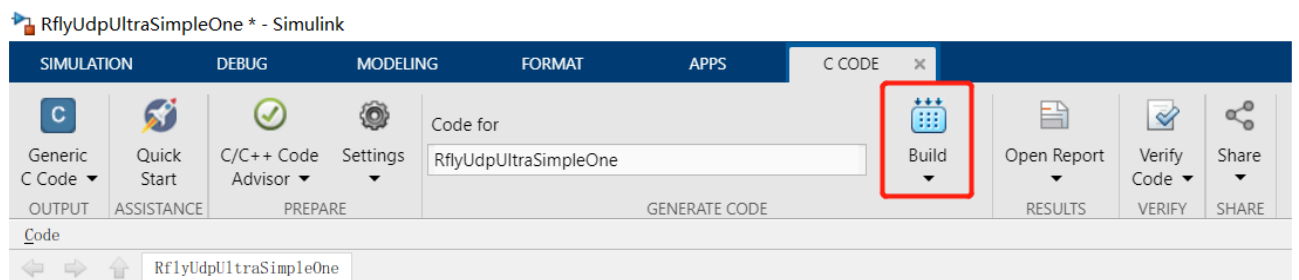 RflyUdpUltraSimpleOne * - Simulink
SIMULATION DEBUG MODELING FORMAT APPS C CODE
C
Code for
Generic Quick C/C++ Code Settings RflyUdpUltraSimpleOne Build Open Report Verify Share
C Code Start Advisor Code
OUTPUT ASSISTANCE PREPARE GENERATE CODE RESULTS VERIFY SHARE
Code
RflyUdpUltraSimpleOne